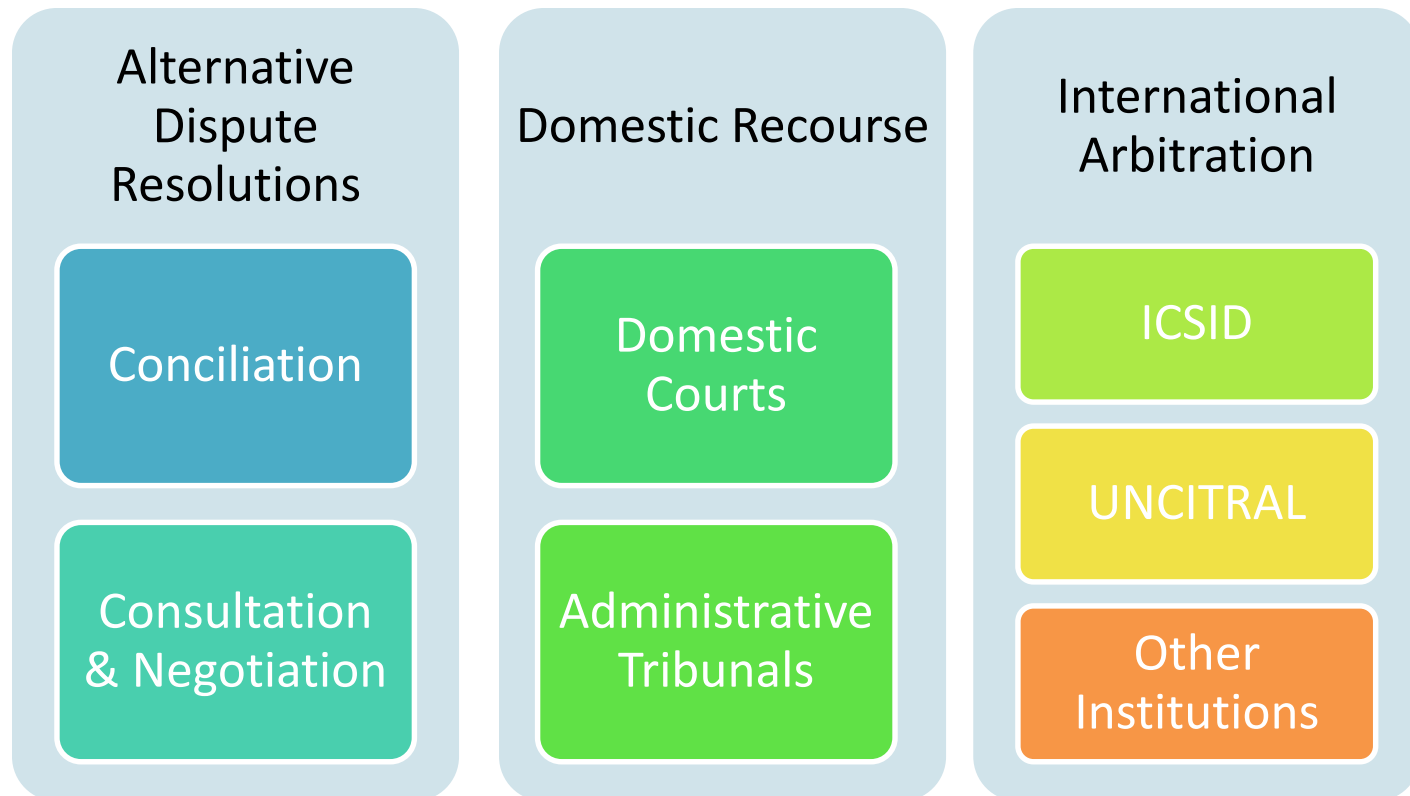 Alternative
Dispute
Resolutions
Conciliation
Consultation
& Negotiation
Domestic Recourse
Domestic
Courts
Administrative
Tribunals
International
Arbitration
ICSID
UNCITRAL
Other
Institutions